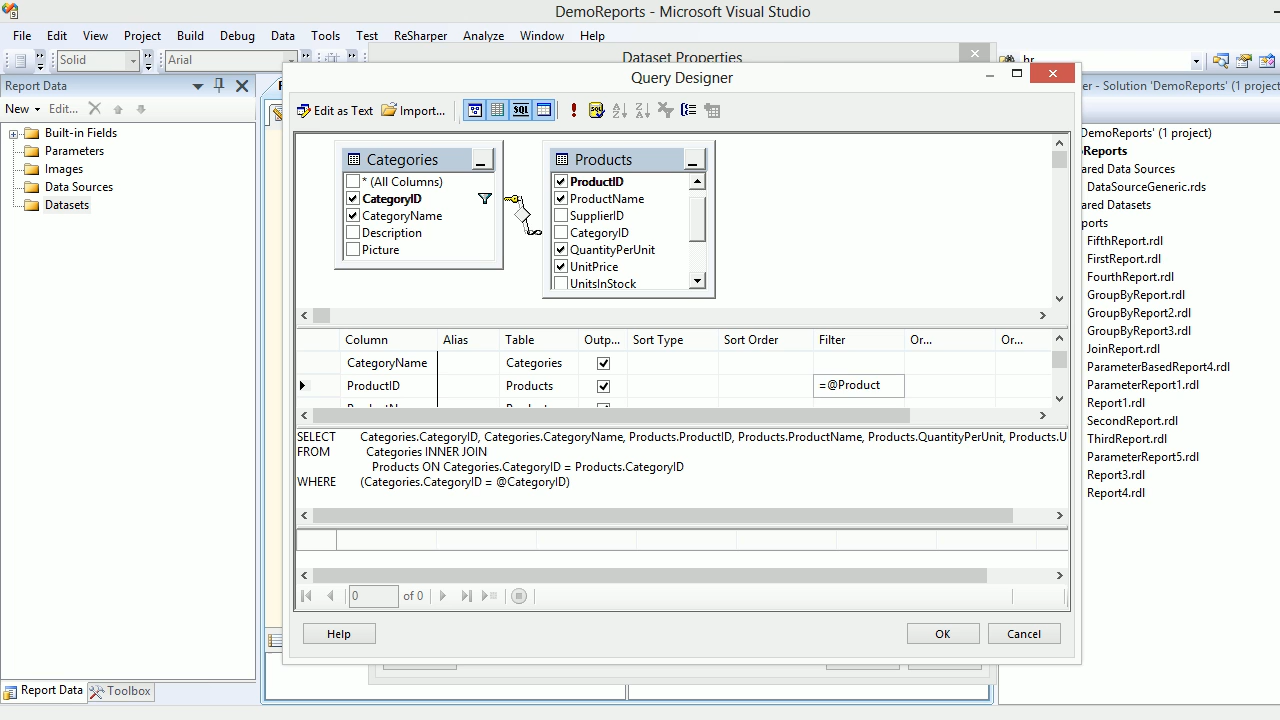 DemoReports - Microsoft Visual Studio
File Edit View Project Build Debug Data Tools Test ReSharper Analyze Window Help
Solid Arial
Dataset Properties
Query Designer
Report Data
er - Solution 'DemoReports' (1 project
New Edit...
Edit as Text Import... SQL
Built-in Fields
Parameters
Images
Data Sources
Datasets
Categories
* (All Columns)
CategoryID
CategoryName
Description
Picture
Products
ProductID
ProductName
SupplierID
CategoryID
QuantityPerUnit
UnitPrice
UnitsInStock
DemoReports' (1 project)
Reports
ared Data Sources
DataSourceGeneric.rds
ared Datasets
ports
FifthReport.rdl
FirstReport.rdl
FourthReport.rdl
GroupByReport.rdl
GroupByReport2.rdl
GroupByReport3.rdl
JoinReport.rdl
ParameterBasedReport4.rdl
ParameterReport1.rdl
Report1.rdl
SecondReport.rdl
ThirdReport.rdl
ParameterReport5.rdl
Report3.rdl
Report4.rdl
Column Alias Table Outp... Sort Type Sort Order Filter Or... Or...
CategoryName Categories
ProductID Products =@Product
SELECT Categories.CategoryID, Categories.CategoryName, Products.ProductID, Products.ProductName, Products.QuantityPerUnit, Products.U
FROM Categories INNER JOIN
Products ON Categories.CategoryID = Products.CategoryID
WHERE (Categories.CategoryID = @CategoryID)
0 of 0
Help OK Cancel
Report Data Toolbox